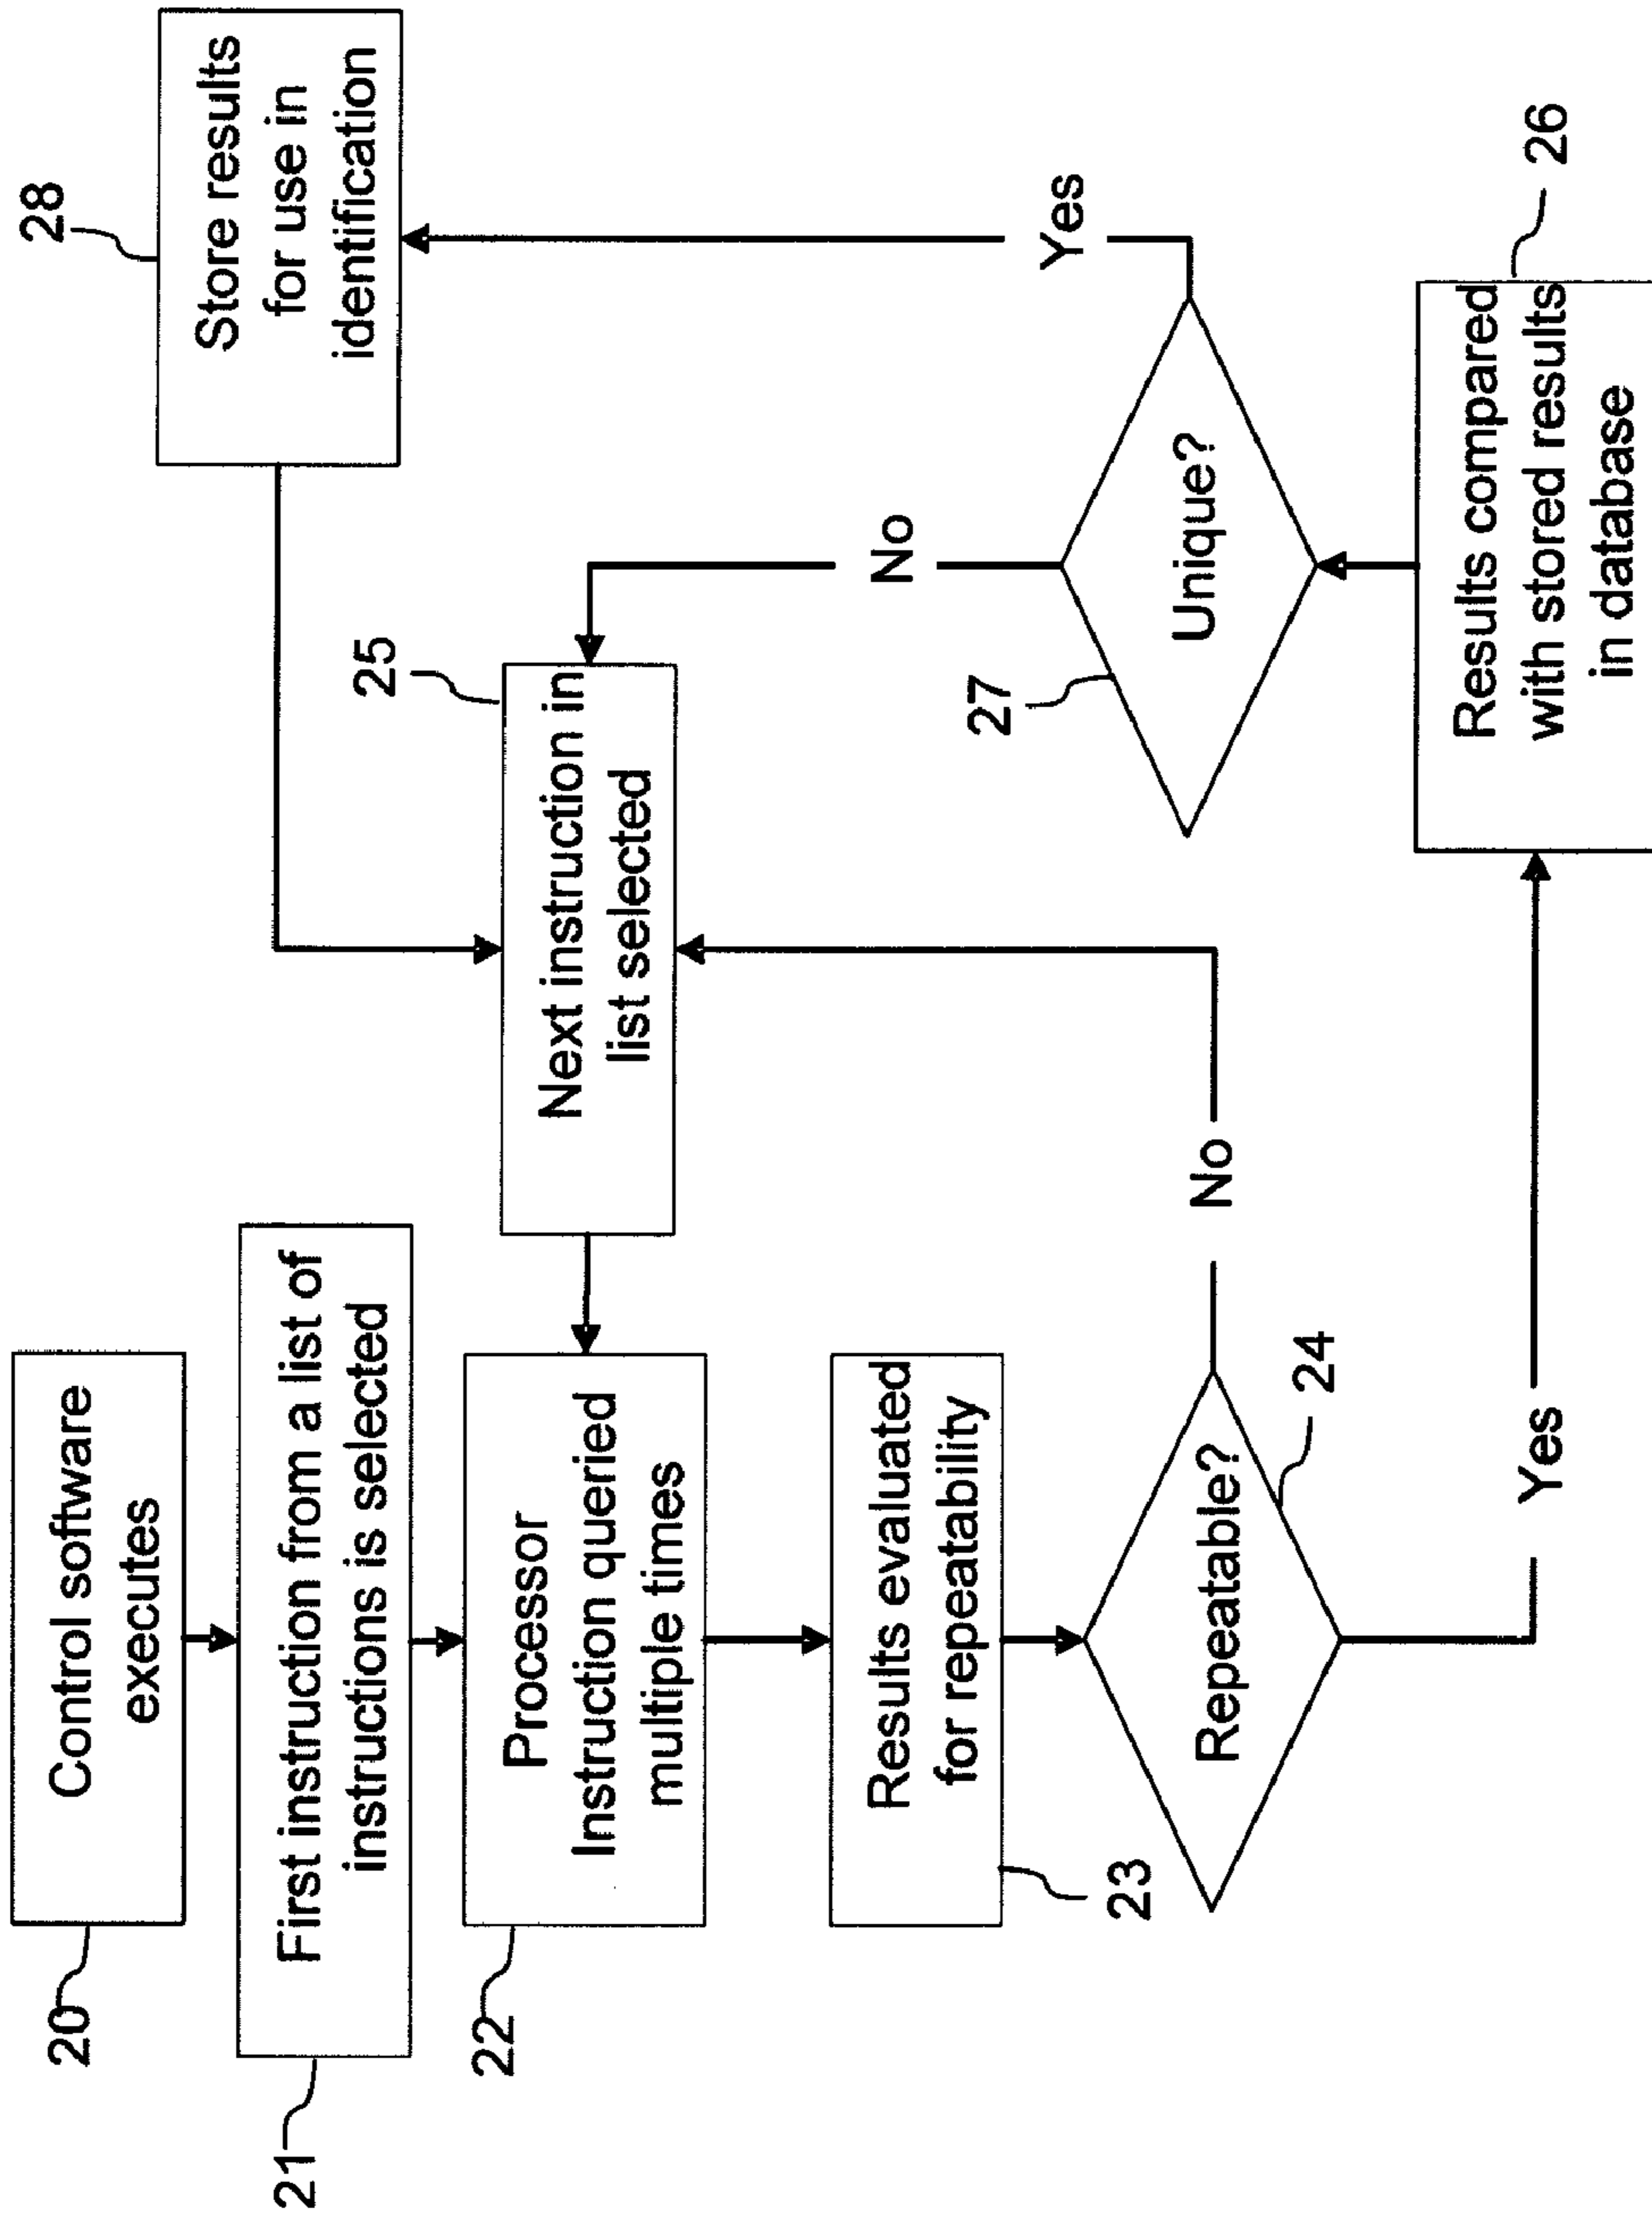 20
Control software
executes
21
First instruction from a list of
instructions is selected
22
Processor
Instruction queried
multiple times
Results evaluated
for repeatability
23
Repeatable?
24
No
Yes
25
Next instruction in
list selected
28
Store results
for use in
identification
No
Yes
27
Unique?
Results compared
with stored results
in database
26